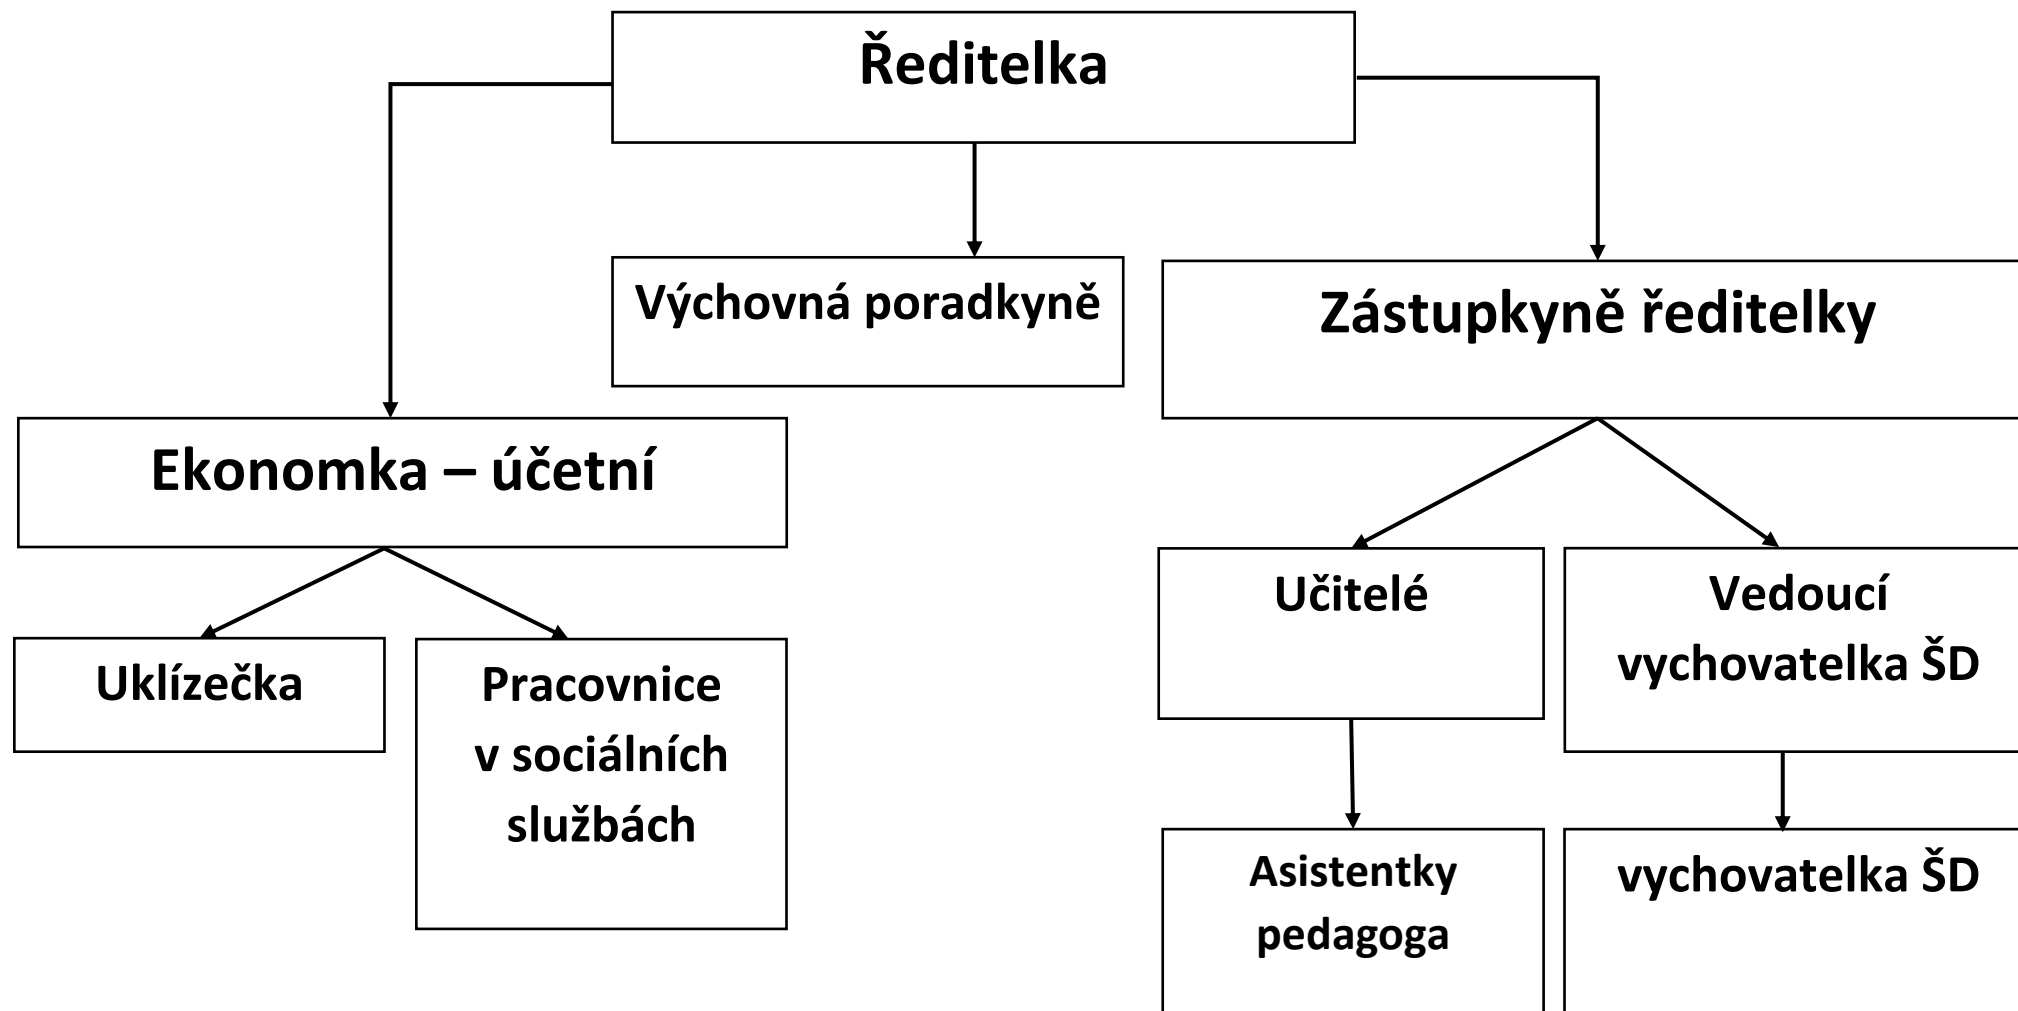 Ředitelka
Výchovná poradkyně
Zástupkyně ředitelky
Ekonomka – účetní
Učitelé
Vedoucí
vychovatelka ŠD
Uklízečka
Pracovnice
v sociálních
službách
Asistentky
pedagoga
vychovatelka ŠD